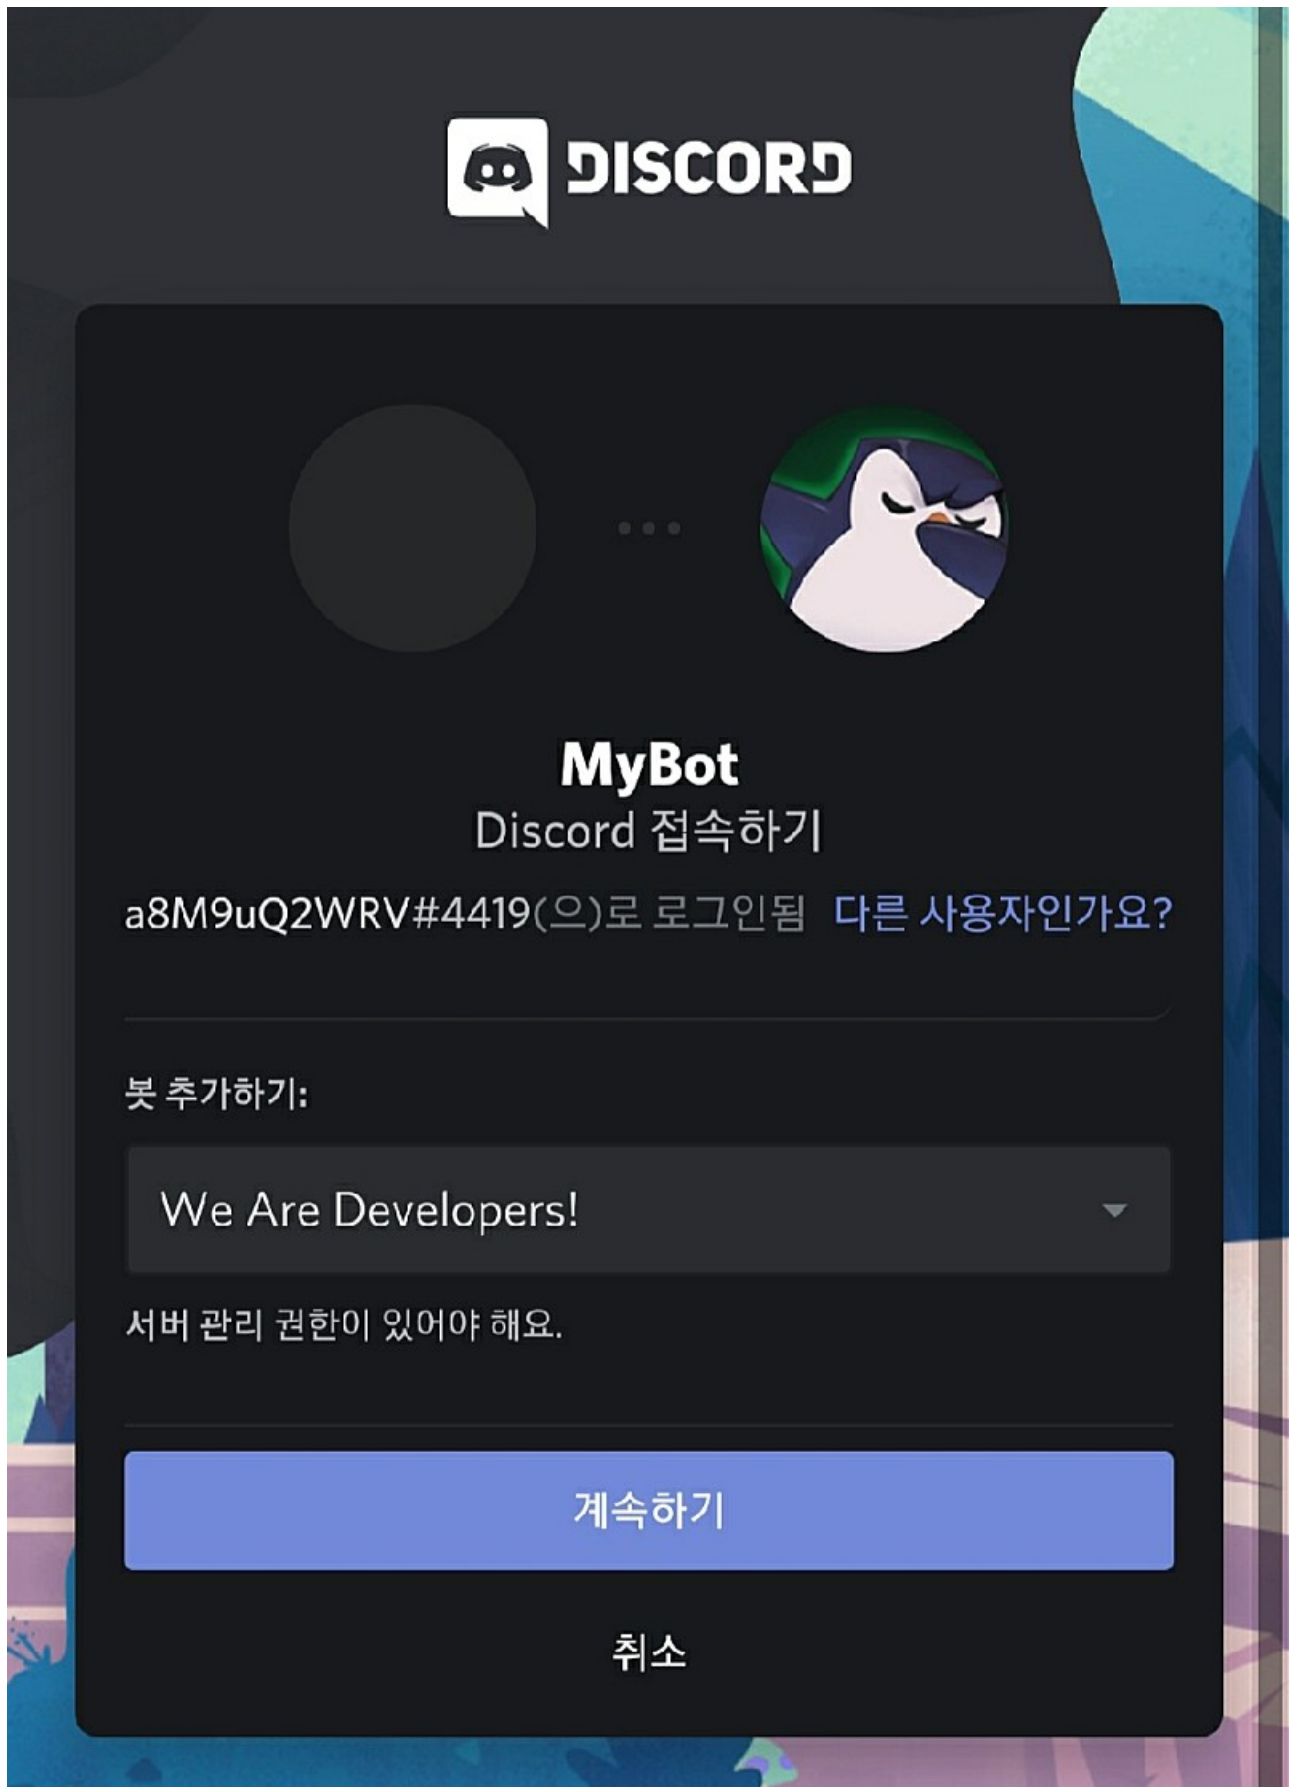 DISCORD
MyBot
Discord 접속하기
a8M9uQ2WRV#4419(으)로 로그인됨 다른 사용자인가요?
봇 추가하기:
We Are Developers!
서버 관리 권한이 있어야 해요.
계속하기
취소